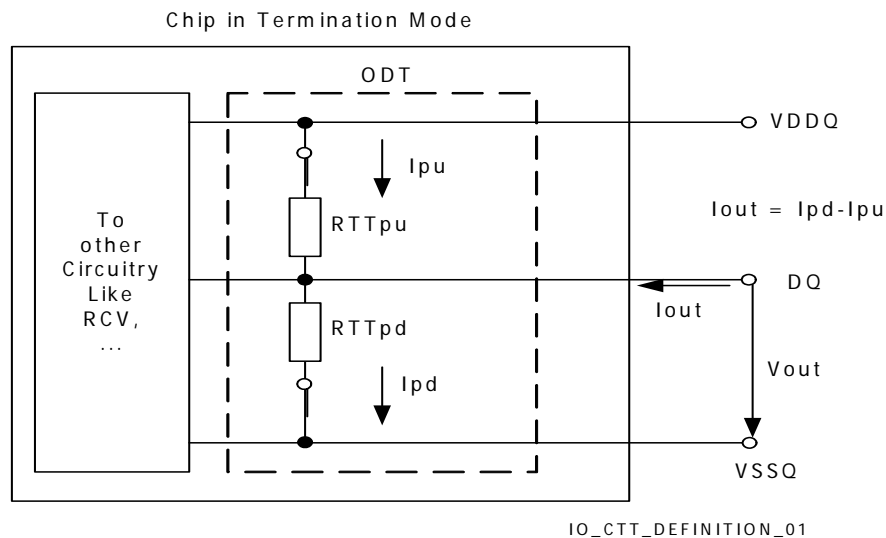 Chip in Termination Mode
ODT
VDDQ
Ipu
Iout = Ipd-Ipu
To
other
Circuitry
Like
RCV,
...
RTTpu
DQ
Iout
RTTpd
Vout
Ipd
VSSQ
IO_CTT_DEFINITION_01